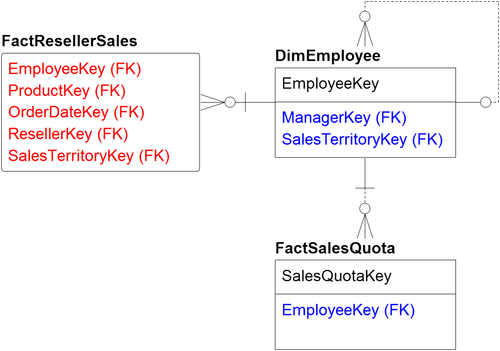 FactResellerSales
EmployeeKey (FK)
ProductKey (FK)
OrderDateKey (FK)
ResellerKey (FK)
SalesTerritoryKey (FK)
DimEmployee
EmployeeKey
ManagerKey (FK)
SalesTerritoryKey (FK)
FactSalesQuota
SalesQuotaKey
EmployeeKey (FK)